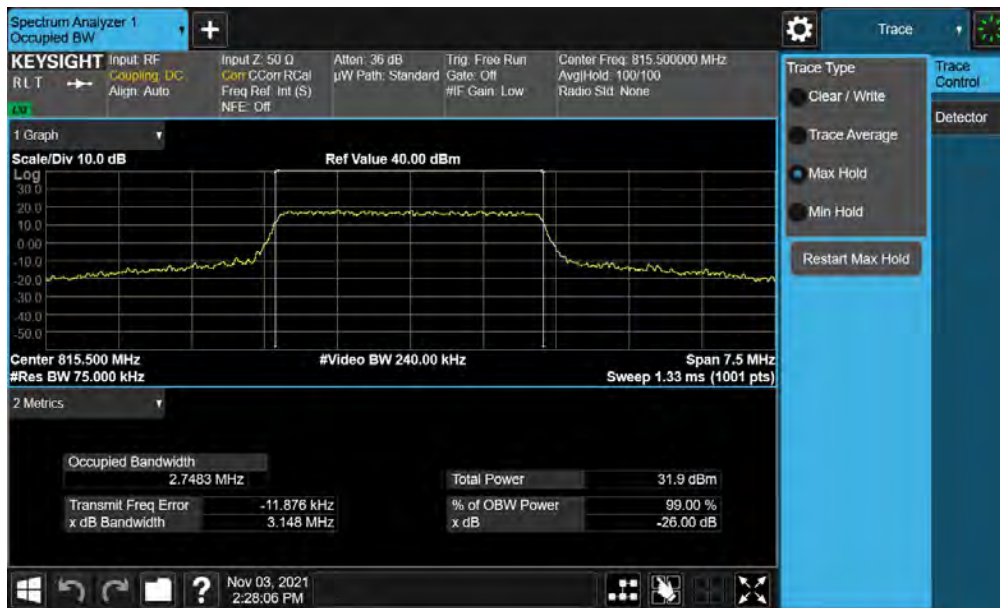 Spectrum Analyzer 1
Occupied BW
+
Trace
KEYSIGHT
RLT
LXI
Input: RF
Coupling: DC
Align: Auto
Input Z: 50 Ω
Corr CCorr RCal
Freq Ref: Int (S)
NFE: Off
Atten: 36 dB
µW Path: Standard
Trig: Free Run
Gate: Off
#IF Gain: Low
Center Freq: 815.500000 MHz
Avg|Hold: 100/100
Radio Std: None
Trace Type
Clear / Write
Trace Average
Max Hold
Min Hold
Restart Max Hold
Trace
Control
Detector
1 Graph
Scale/Div 10.0 dB
Ref Value 40.00 dBm
Log
30.0
20.0
10.0
0.00
-10.0
-20.0
-30.0
-40.0
-50.0
Center 815.500 MHz
#Video BW 240.00 kHz
Span 7.5 MHz
#Res BW 75.000 kHz
Sweep 1.33 ms (1001 pts)
2 Metrics
Occupied Bandwidth
2.7483 MHz
Total Power 31.9 dBm
Transmit Freq Error -11.876 kHz
% of OBW Power 99.00 %
x dB Bandwidth 3.148 MHz
x dB -26.00 dB
?
Nov 03, 2021
2:28:06 PM